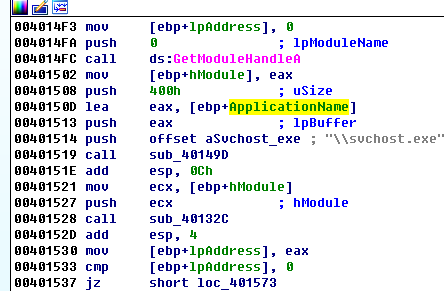 004014F3 mov [ebp+lpAddress], 0
004014FA push 0 ; lpModuleName
004014FC call ds:GetModuleHandleA
00401502 mov [ebp+hModule], eax
00401508 push 400h ; uSize
0040150D lea eax, [ebp+ApplicationName]
00401513 push eax ; lpBuffer
00401514 push offset aSvchost_exe ; "\\svchost.exe"
00401519 call sub_40149D
0040151E add esp, 0Ch
00401521 mov ecx, [ebp+hModule]
00401527 push ecx ; hModule
00401528 call sub_40132C
0040152D add esp, 4
00401530 mov [ebp+lpAddress], eax
00401533 cmp [ebp+lpAddress], 0
00401537 jz short loc_401573